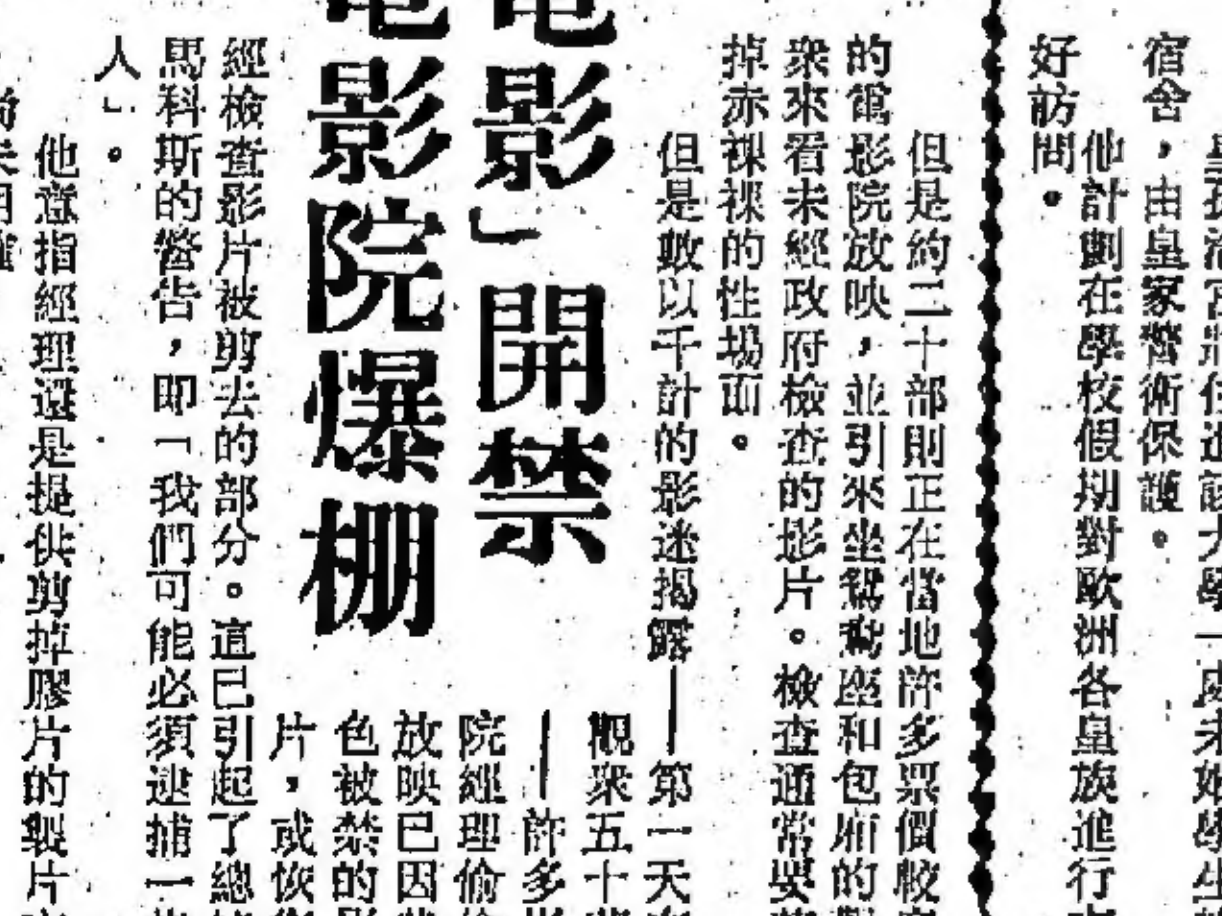 宿舍，由皇家警衛保護。
他計劃在學校假期對歐洲各皇族進行
好訪問。
但是約二十部則正在當地許多票價較
的電影院放映，並引來坐鴛鴦座和包廂的
衆來看未經政府檢查的影片。檢查通常要
掉赤裸裸的性場面。
但是數以千計的影迷揭露——第一天
觀衆五十
——許多
電影」開禁
電影院爆棚
院經理偷
放映已因
色被禁的影
片，或恢
經檢查影片被剪去的部分。這已引起了總
馬科斯的警告，即「我們可能必須逮捕一
人」。
他意指經理還是提供剪掉膠片的製片